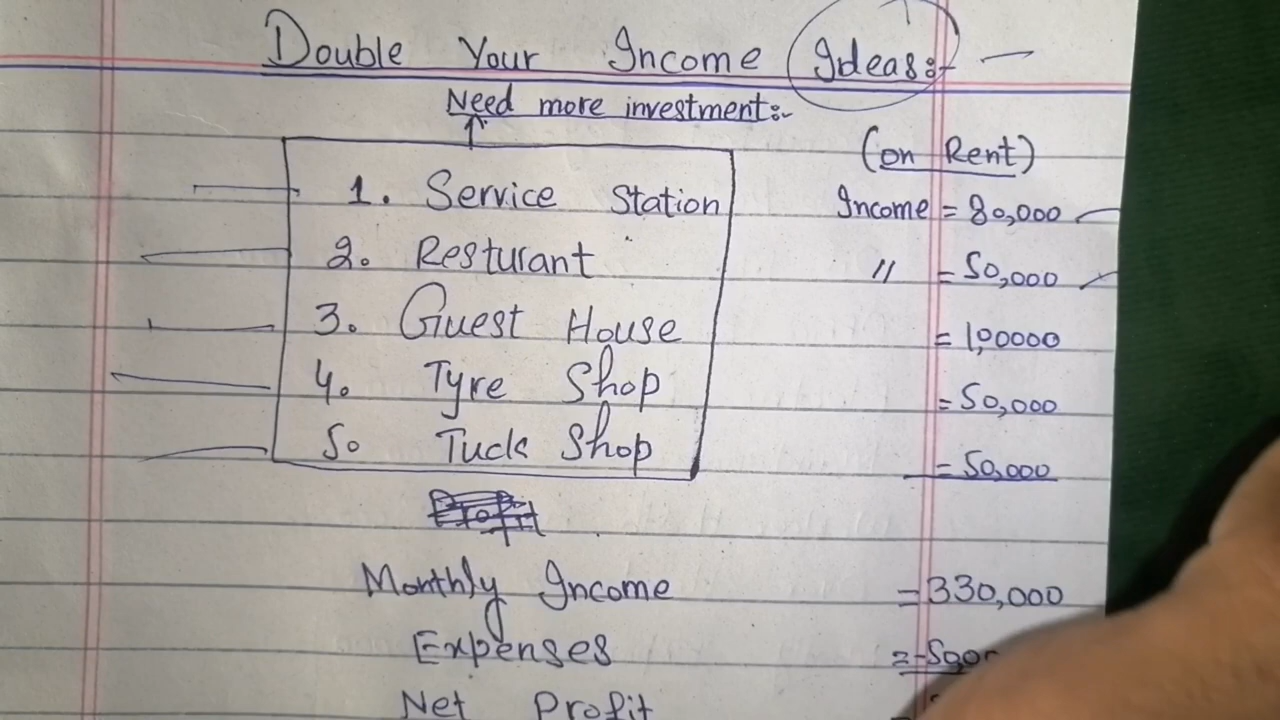 Double Your Income Ideas:-
Need more investment:-
(on Rent)
1. Service Station Income = 80,000
2. Resturant " = 50,000
3. Guest House = 1,00000
4. Tyre Shop = 50,000
5. Tuck Shop = 50,000
Monthly Income = 330,000
Expenses
Net Profit